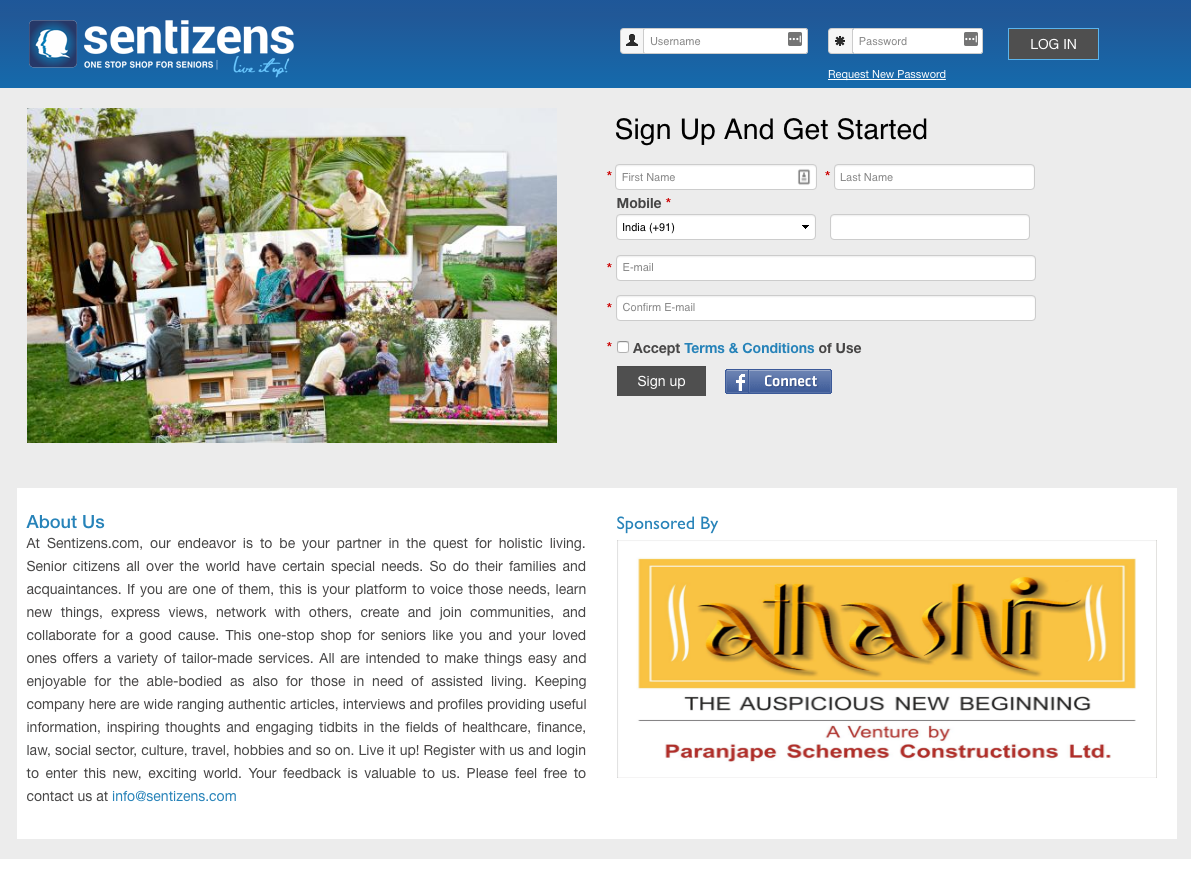 sentizens
ONE STOP SHOP FOR SENIORS
live it up!
Username
Password
LOG IN
Request New Password
Sign Up And Get Started
* First Name
* Last Name
Mobile *
India (+91)
* E-mail
* Confirm E-mail
* Accept Terms & Conditions of Use
Sign up
f Connect
About Us
At Sentizens.com, our endeavor is to be your partner in the quest for holistic living.
Senior citizens all over the world have certain special needs. So do their families and
acquaintances. If you are one of them, this is your platform to voice those needs, learn
new things, express views, network with others, create and join communities, and
collaborate for a good cause. This one-stop shop for seniors like you and your loved
ones offers a variety of tailor-made services. All are intended to make things easy and
enjoyable for the able-bodied as also for those in need of assisted living. Keeping
company here are wide ranging authentic articles, interviews and profiles providing useful
information, inspiring thoughts and engaging tidbits in the fields of healthcare, finance,
law, social sector, culture, travel, hobbies and so on. Live it up! Register with us and login
to enter this new, exciting world. Your feedback is valuable to us. Please feel free to
contact us at info@sentizens.com
Sponsored By
athashri
THE AUSPICIOUS NEW BEGINNING
A Venture by
Paranjape Schemes Constructions Ltd.